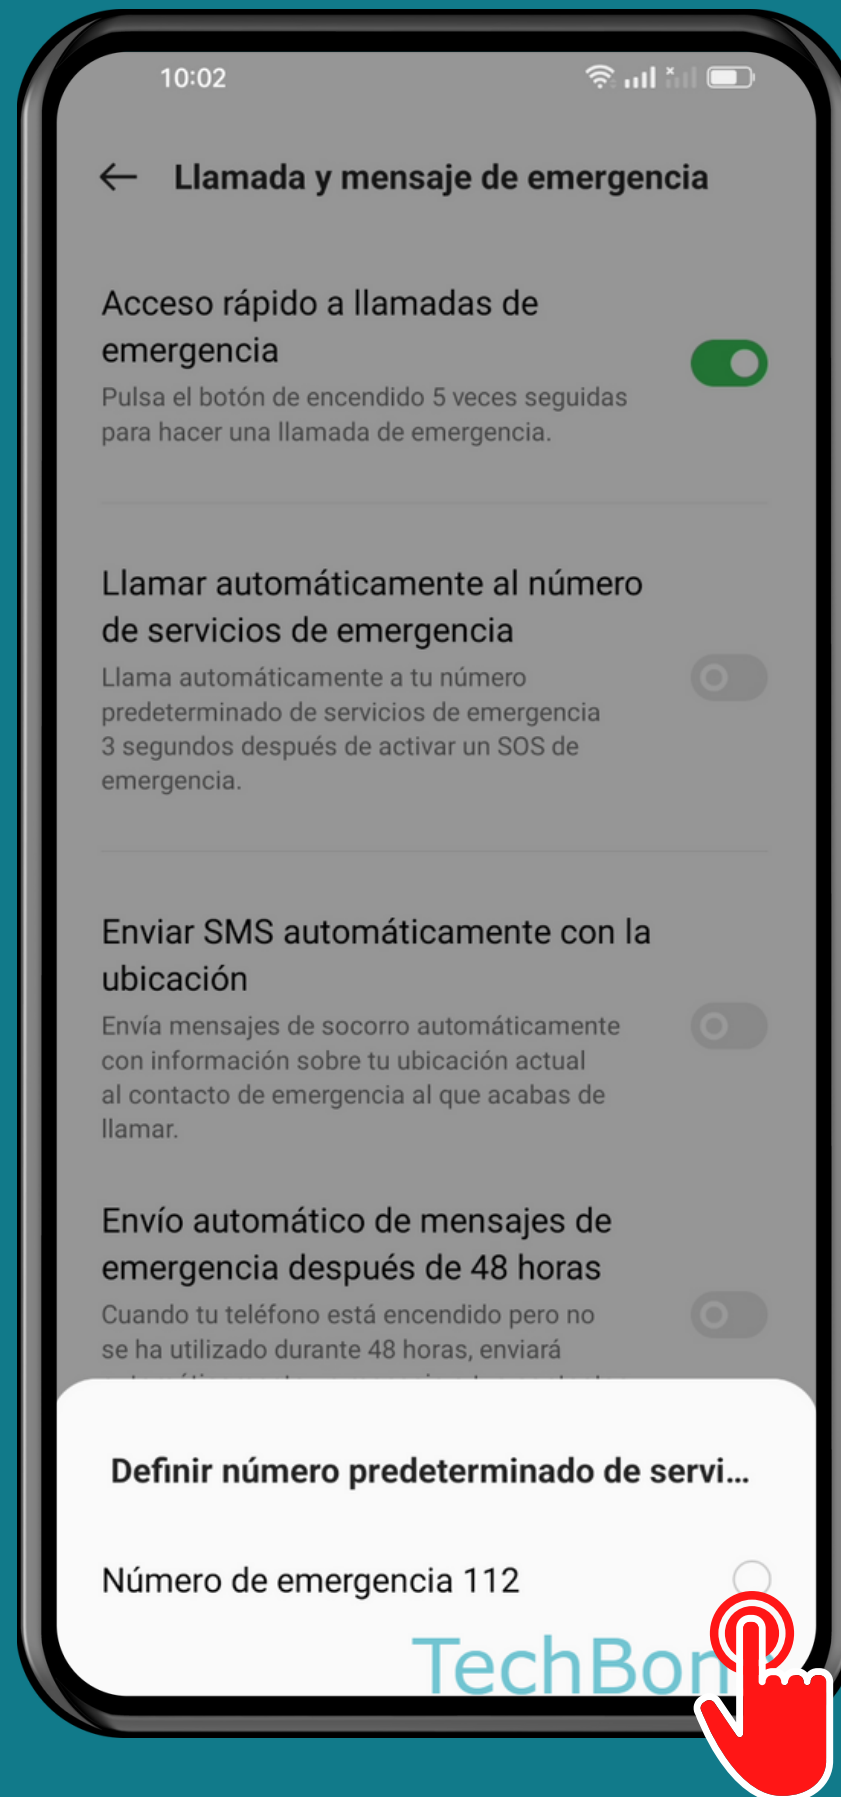 10:02
Llamada y mensaje de emergencia
Acceso rápido a llamadas de
emergencia
Pulsa el botón de encendido 5 veces seguidas
para hacer una llamada de emergencia.
Llamar automáticamente al número
de servicios de emergencia
Llama automáticamente a tu número
predeterminado de servicios de emergencia
3 segundos después de activar un SOS de
emergencia.
Enviar SMS automáticamente con la
ubicación
Envía mensajes de socorro automáticamente
con información sobre tu ubicación actual
al contacto de emergencia al que acabas de
llamar.
Envío automático de mensajes de
emergencia después de 48 horas
Cuando tu teléfono está encendido pero no
se ha utilizado durante 48 horas, enviará
Definir número predeterminado de servi...
Número de emergencia 112